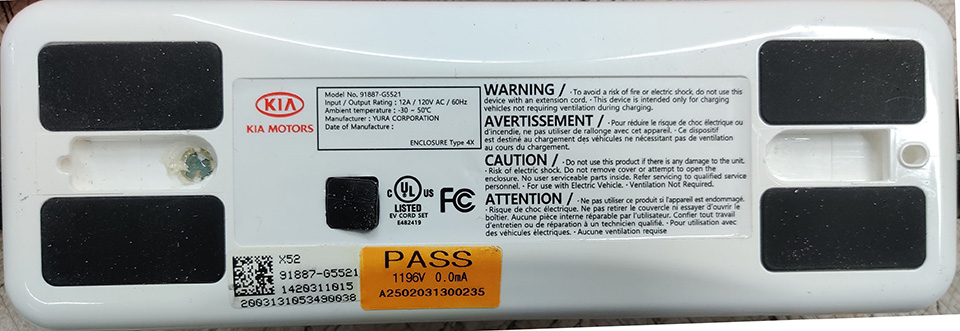 KIA
KIA MOTORS
Model No. 91887-G5521
Input / Output Rating : 12A / 120V AC / 60Hz
Ambient temperature : -30 ~ 50℃
Manufacturer : YURA CORPORATION
Date of Manufacture :
ENCLOSURE Type 4X
C UL US
LISTED
EV CORD SET
E482419
FC
WARNING / · To avoid a risk of fire or electric shock, do not use this
device with an extension cord. · This device is intended only for charging
vehicles not requiring ventilation during charging.
AVERTISSEMENT / · Pour réduire le risque de choc électrique ou
d'incendie, ne pas utiliser de rallonge avec cet appareil. · Ce dispositif
est destiné au chargement des véhicules ne nécessitant pas de ventilation
au cours du chargement.
CAUTION / · Do not use this product if there is any damage to the unit.
· Risk of electric shock. Do not remove cover or attempt to open the
enclosure. No user serviceable parts inside. Refer servicing to qualified service
personnel. · For use with Electric Vehicle. · Ventilation Not Required.
ATTENTION / · Ne pas utiliser ce produit si l'appareil est endommagé.
· Risque de choc électrique. Ne pas retirer le couvercle ni essayer d'ouvrir le
boîtier. Aucune pièce interne réparable par l'utilisateur. Confier tout travail
d'entretien ou de réparation à un technicien qualifié. · Pour utilisation avec
des véhicules électriques. · Aucune ventilation requise
X52
91887-G5521
1420311015
2003131053490038
PASS
1196V 0.0mA
A2502031300235